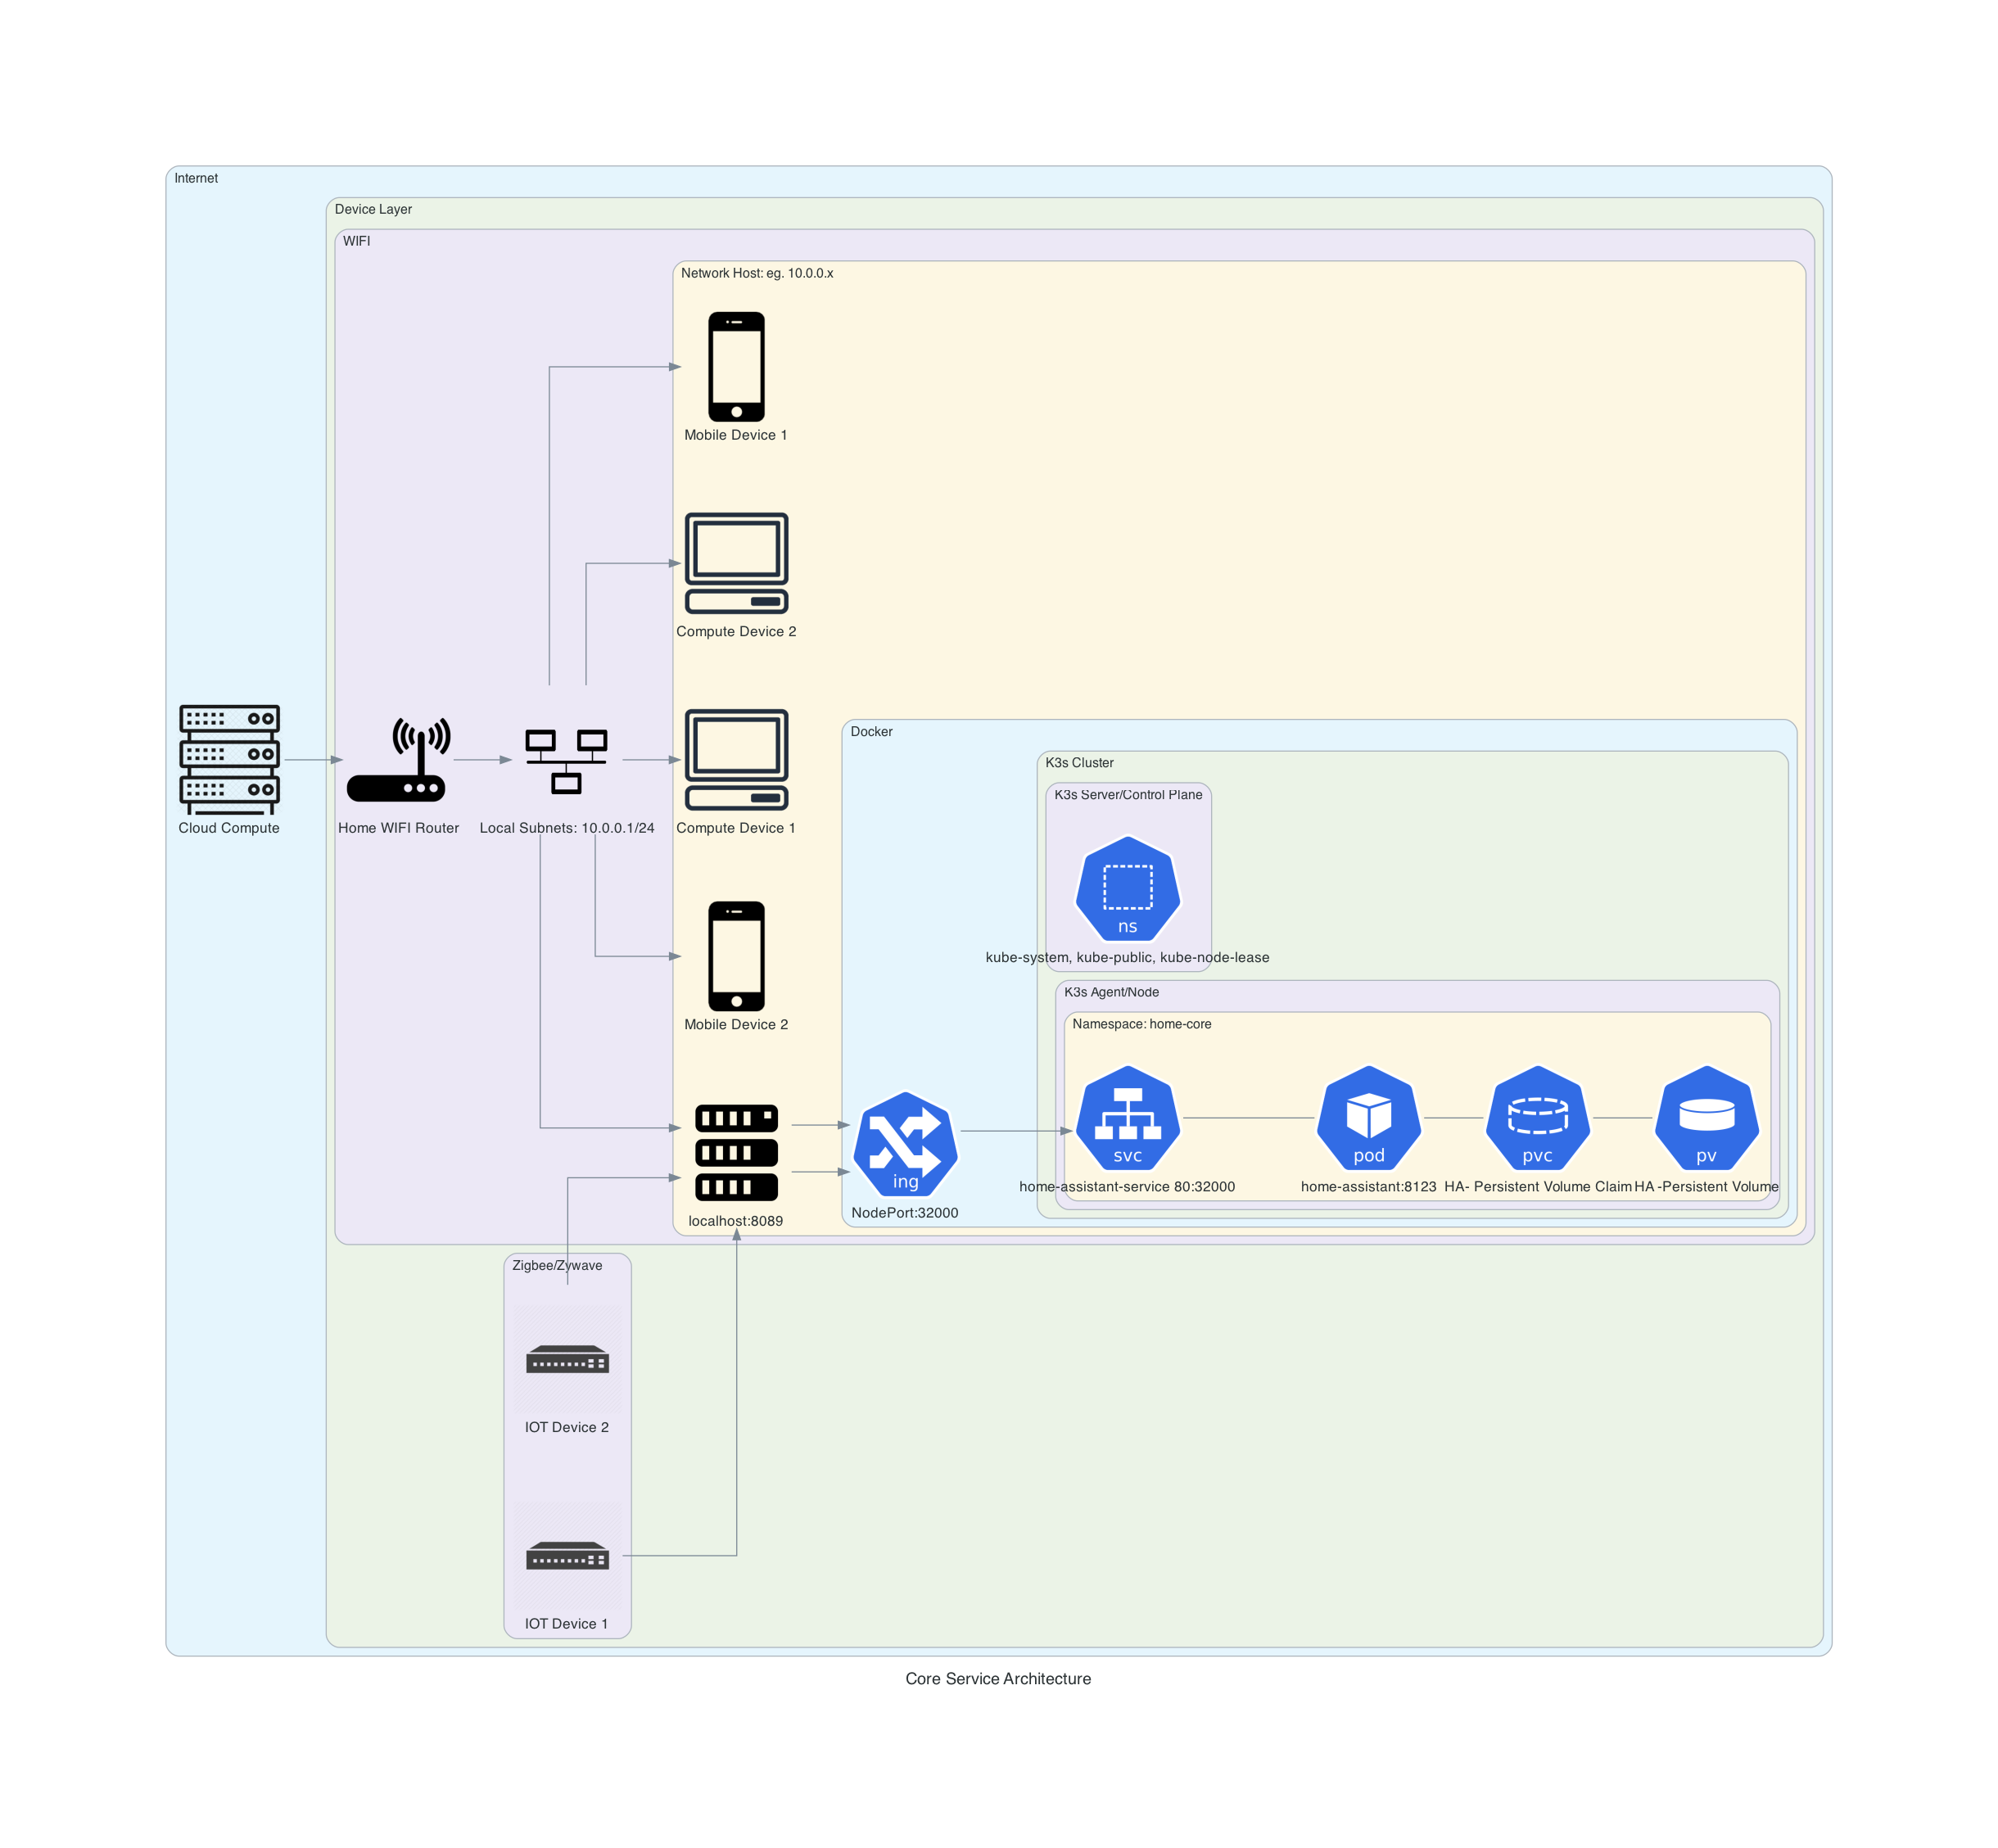 Internet
Device Layer
WIFI
Network Host: eg. 10.0.0.x
Mobile Device 1
Compute Device 2
Cloud Compute
Home WIFI Router
Local Subnets: 10.0.0.1/24
Compute Device 1
Docker
K3s Cluster
K3s Server/Control Plane
ns
kube-system, kube-public, kube-node-lease
Mobile Device 2
K3s Agent/Node
Namespace: home-core
localhost:8089
ing
NodePort:32000
svc
home-assistant-service 80:32000
pod
home-assistant:8123
pvc
HA- Persistent Volume Claim
pv
HA -Persistent Volume
Zigbee/Zywave
IOT Device 2
IOT Device 1
Core Service Architecture